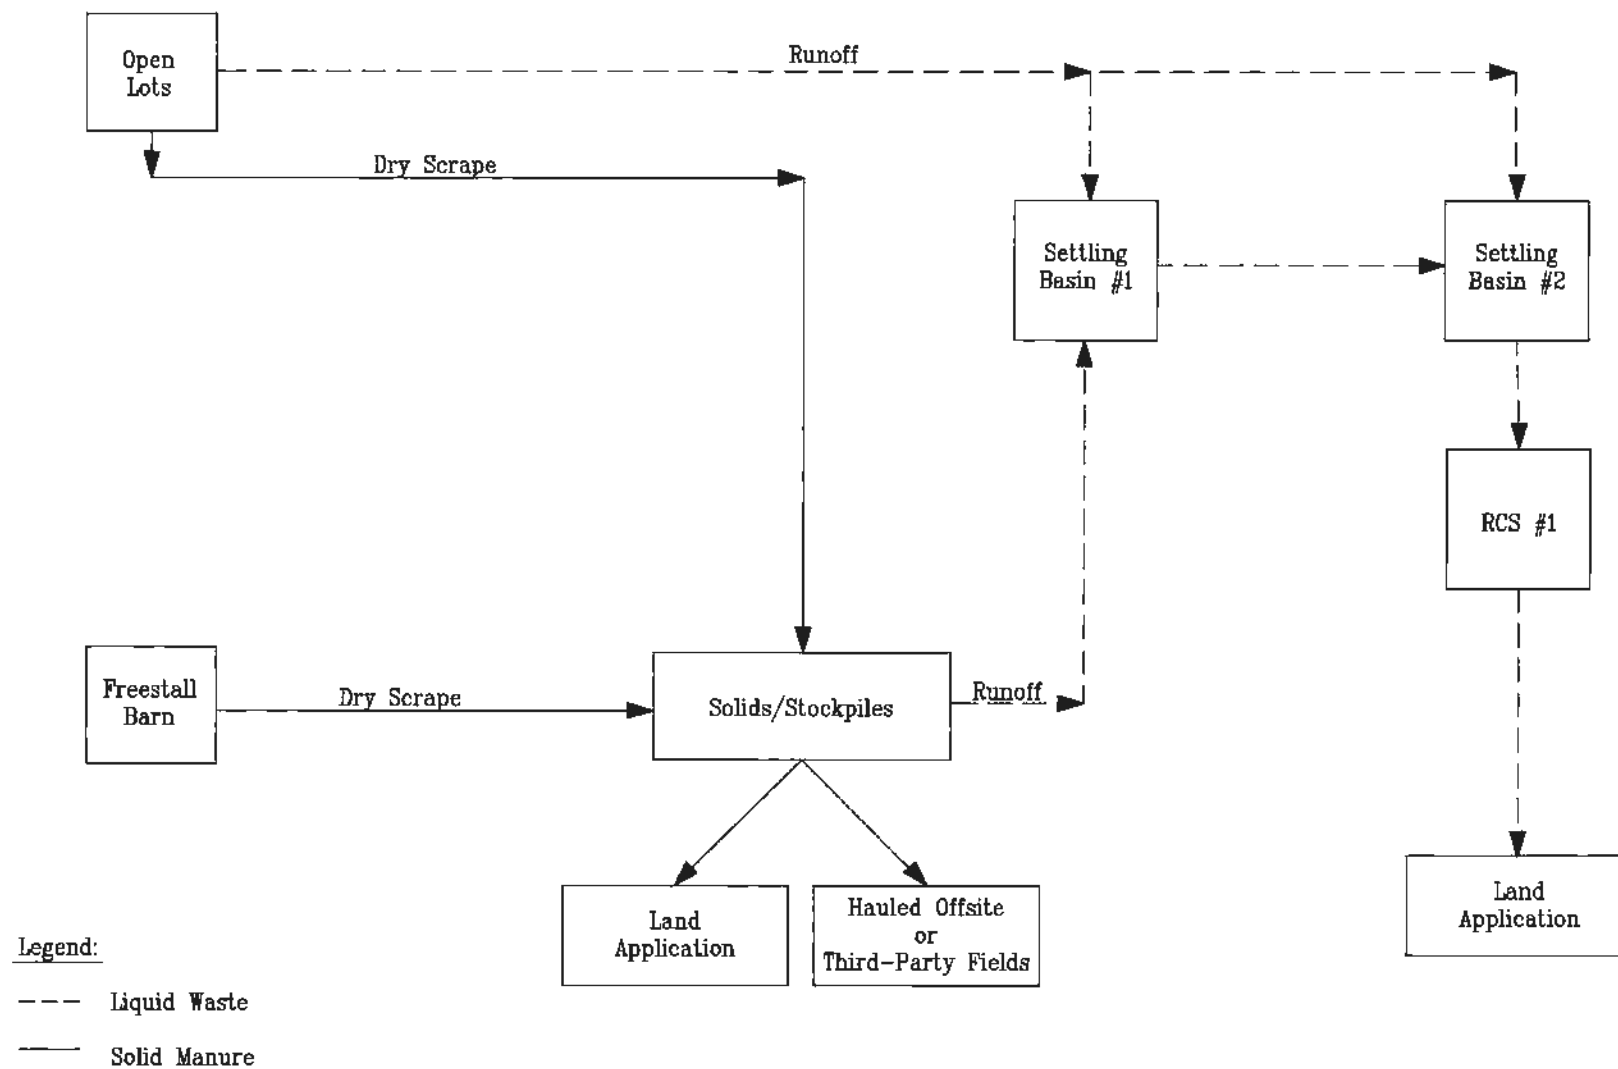 Open
Lots
Runoff
Dry Scrape
Settling
Basin #1
Settling
Basin #2
RCS #1
Freestall
Barn
Dry Scrape
Solids/Stockpiles
Runoff
Land
Application
Hauled Offsite
or
Third-Party Fields
Land
Application
Legend:
Liquid Waste
Solid Manure